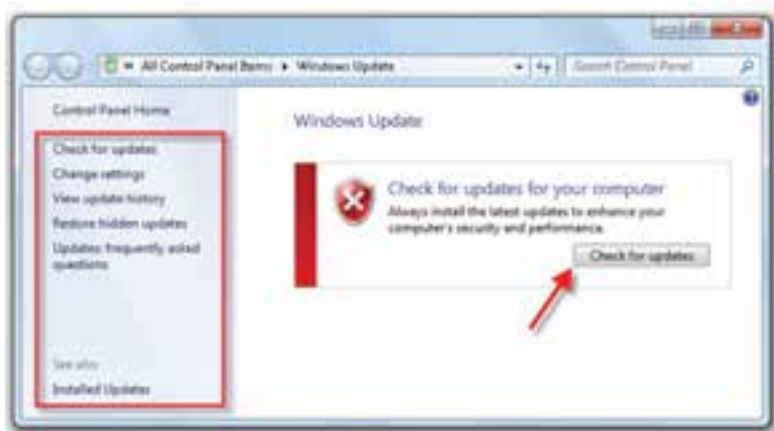 All Control Panel Items ▸ Windows Update
Search Control Panel
Control Panel Home
Check for updates
Change settings
View update history
Restore hidden updates
Updates: frequently asked
questions
See also
Installed Updates
Windows Update
Check for updates for your computer
Always install the latest updates to enhance your
computer's security and performance.
Check for updates